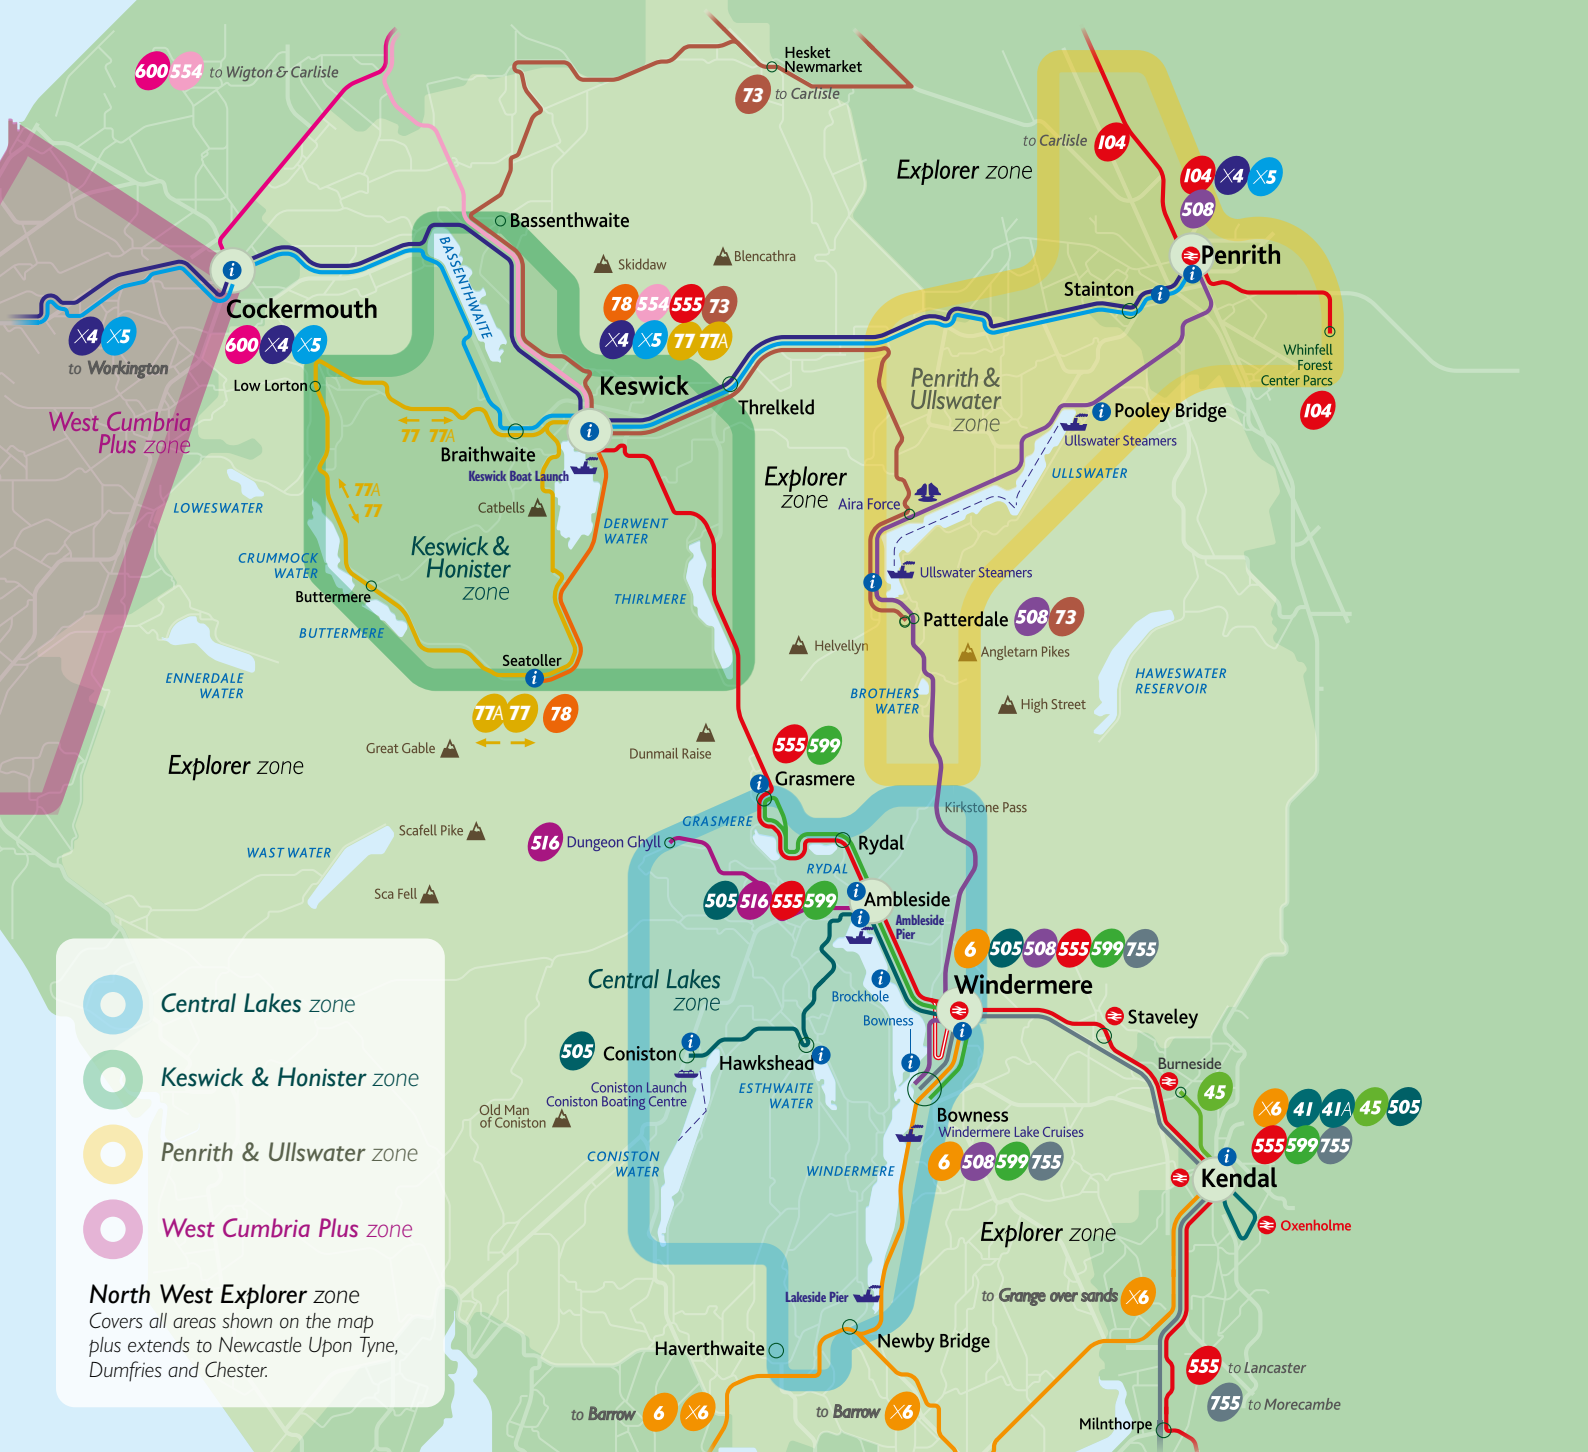 600 554 to Wigton & Carlisle
Hesket
Newmarket
73 to Carlisle
to Carlisle 104
Explorer zone
104 X4 X5
508
Penrith
Bassenthwaite
BASSENTHWAITE
Skiddaw
Blencathra
78 554 555 73
X4 X5 77 77A
Stainton
Cockermouth
600 X4 X5
X4 X5
to Workington
Low Lorton
West Cumbria
Plus zone
Keswick
Threlkeld
Penrith &
Ullswater
zone
Whinfell
Forest
Center Parcs
104
Pooley Bridge
Ullswater Steamers
ULLSWATER
77 77A
Braithwaite
Keswick Boat Launch
Explorer
zone
Aira Force
77A
77
Catbells
LOWESWATER
DERWENT
WATER
Keswick &
Honister
zone
CRUMMOCK
WATER
Ullswater Steamers
Buttermere
THIRLMERE
BUTTERMERE
Patterdale 508 73
Helvellyn
Angletarn Pikes
Seatoller
ENNERDALE
WATER
BROTHERS
WATER
HAWESWATER
RESERVOIR
High Street
77A 77 78
Great Gable
Dunmail Raise
555 599
Explorer zone
Grasmere
Kirkstone Pass
GRASMERE
Scafell Pike
516 Dungeon Ghyll
Rydal
WAST WATER
RYDAL
Sca Fell
505 516 555 599
Ambleside
Ambleside
Pier
6 505 508 555 599 755
Central Lakes
zone
Windermere
Brockhole
Bowness
Staveley
505 Coniston
Hawkshead
Burneside
45
Coniston Launch
Coniston Boating Centre
ESTHWAITE
WATER
Old Man
of Coniston
Bowness
Windermere Lake Cruises
6 508 599 755
X6 41 41A 45 505
555 599 755
CONISTON
WATER
WINDERMERE
Kendal
Oxenholme
Explorer zone
Lakeside Pier
to Grange over sands X6
Haverthwaite
Newby Bridge
555 to Lancaster
755 to Morecambe
to Barrow 6 X6
to Barrow X6
Milnthorpe
Central Lakes zone
Keswick & Honister zone
Penrith & Ullswater zone
West Cumbria Plus zone
North West Explorer zone
Covers all areas shown on the map
plus extends to Newcastle Upon Tyne,
Dumfries and Chester.